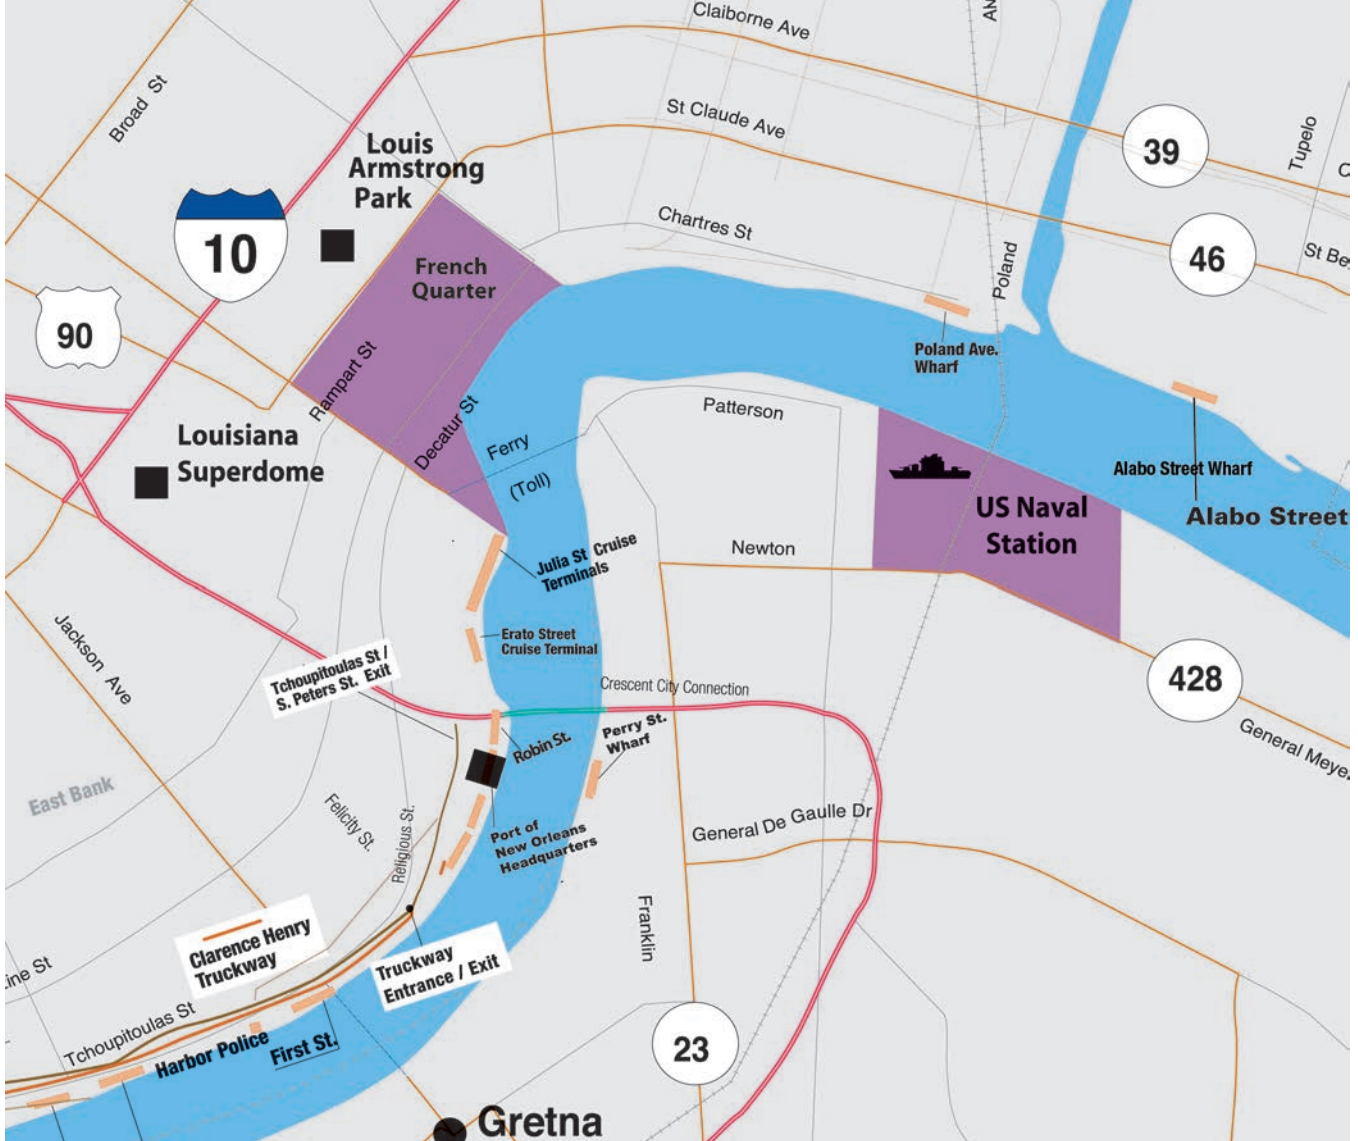 Claiborne Ave
Broad St
St Claude Ave
Louis
Armstrong
Park
39
Tupelo
10
French
Quarter
Chartres St
Poland
46
St Be
90
Rampart St
Poland Ave.
Wharf
Decatur St
Patterson
Louisiana
Superdome
Ferry
(Toll)
Alabo Street Wharf
US Naval
Station
Alabo Street
Newton
Julia St Cruise
Terminals
Erato Street
Cruise Terminal
Jackson Ave
Tchoupitoulas St /
S. Peters St. Exit
Crescent City Connection
428
General Meye
Perry St.
Wharf
Robin St.
East Bank
Felicity St.
Religious St.
Port of
New Orleans
Headquarters
General De Gaulle Dr
Franklin
Clarence Henry
Truckway
Truckway
Entrance / Exit
ine St
Tchoupitoulas St
Harbor Police
First St.
23
Gretna